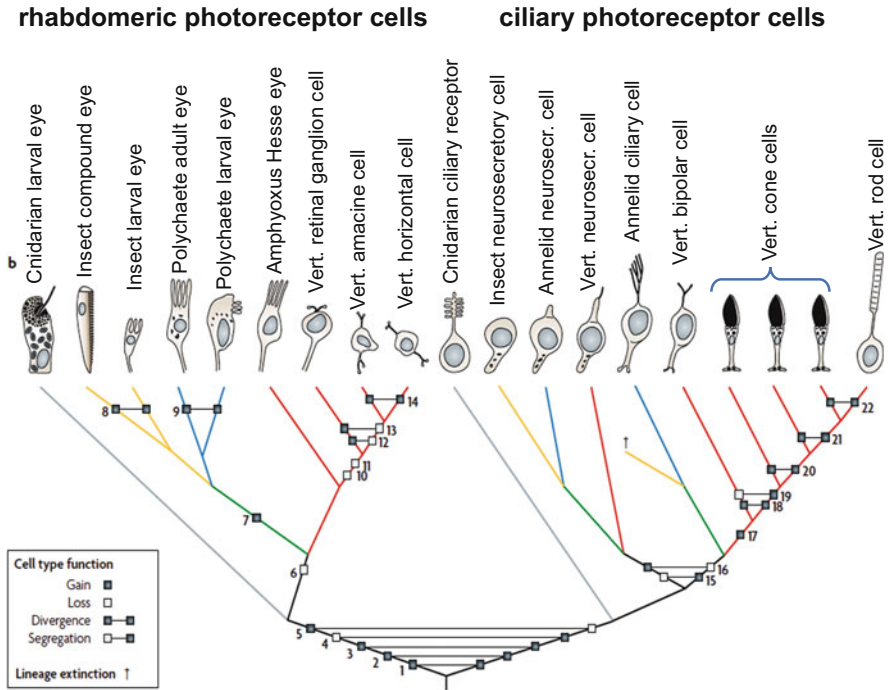 rhabdomeric photoreceptor cells
ciliary photoreceptor cells
b
Cnidarian larval eye
Insect compound eye
Insect larval eye
Polychaete adult eye
Polychaete larval eye
Amphyoxus Hesse eye
Vert. retinal ganglion cell
Vert. amacine cell
Vert. horizontal cell
Cnidarian ciliary receptor
Insect neurosecretory cell
Annelid neurosecr. cell
Vert. neurosecr. cell
Annelid ciliary cell
Vert. bipolar cell
Vert. cone cells
Vert. rod cell
8
9
14
13
12
11
10
7
6
5
4
3
2
1
↑
22
21
20
19
18
17
16
15
Cell type function
Gain
Loss
Divergence
Segregation
Lineage extinction ↑